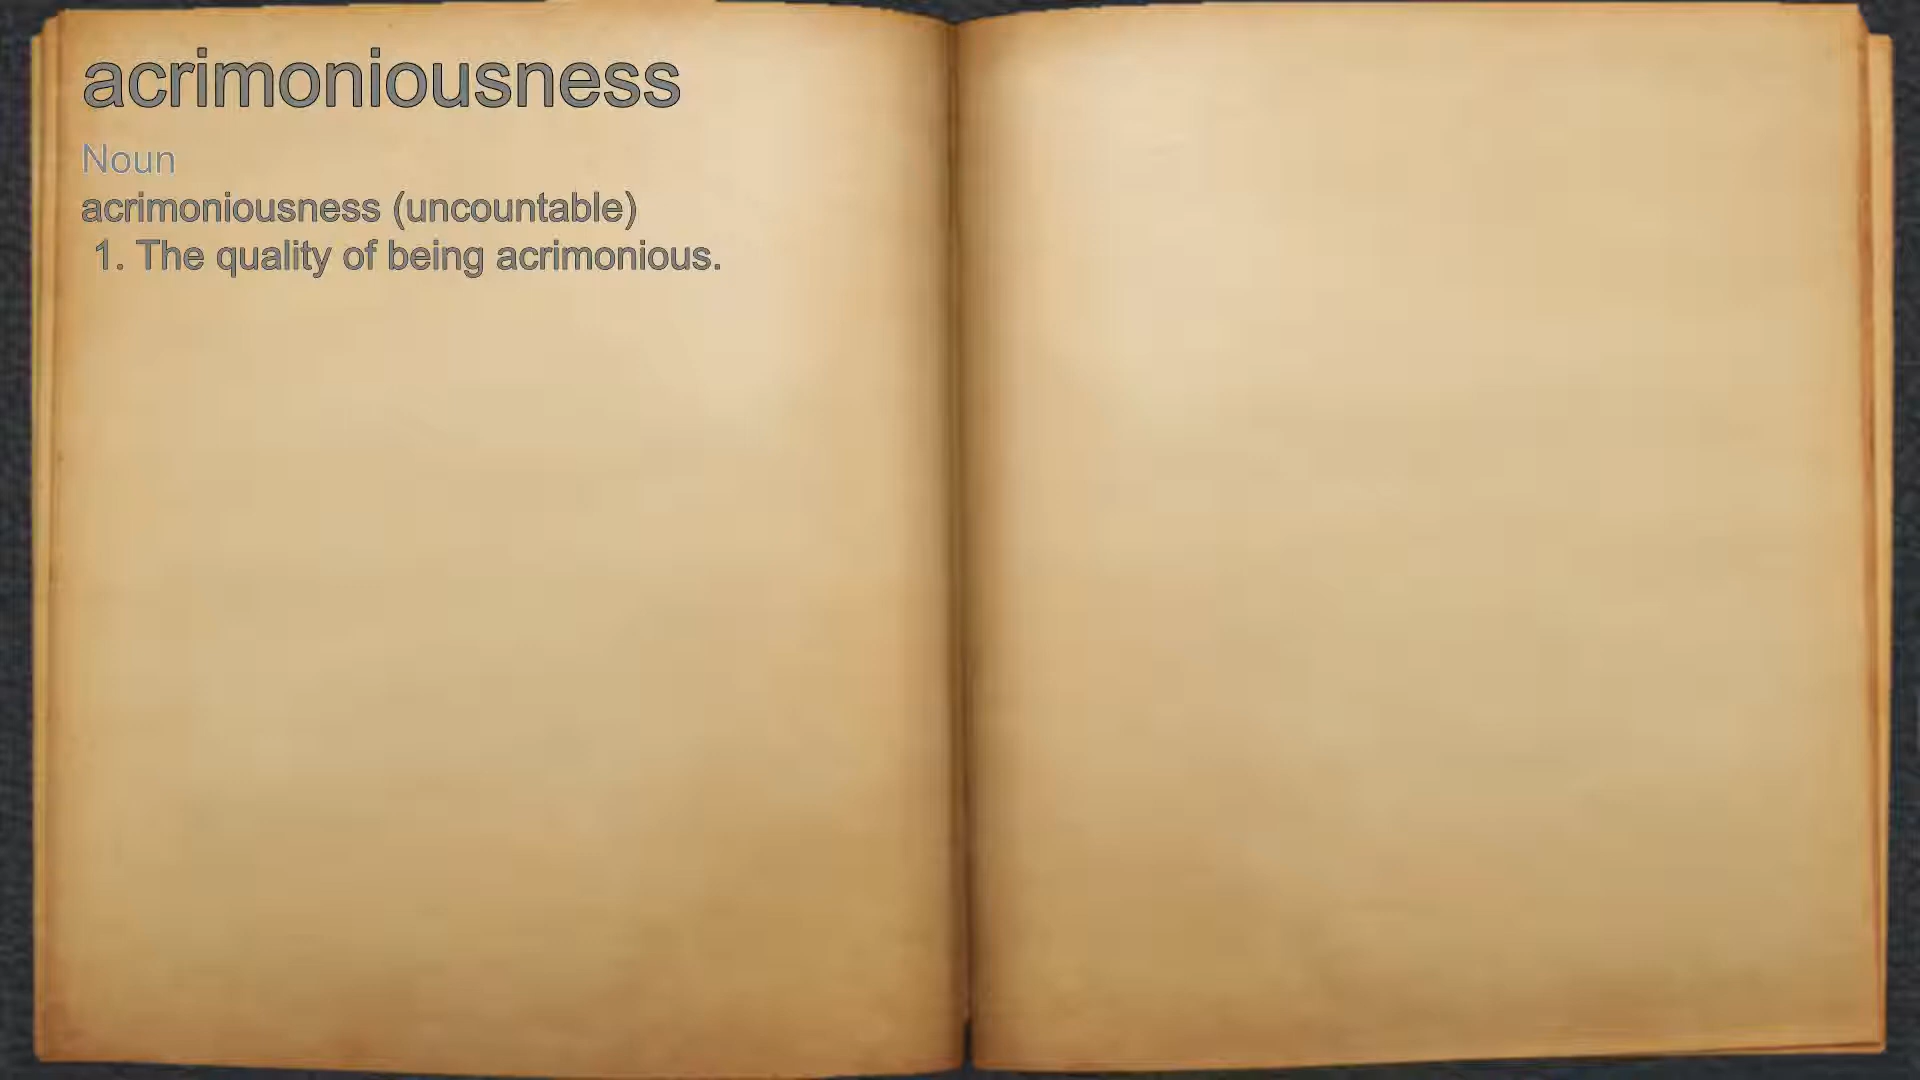 acrimoniousness
Noun
acrimoniousness (uncountable)
1. The quality of being acrimonious.